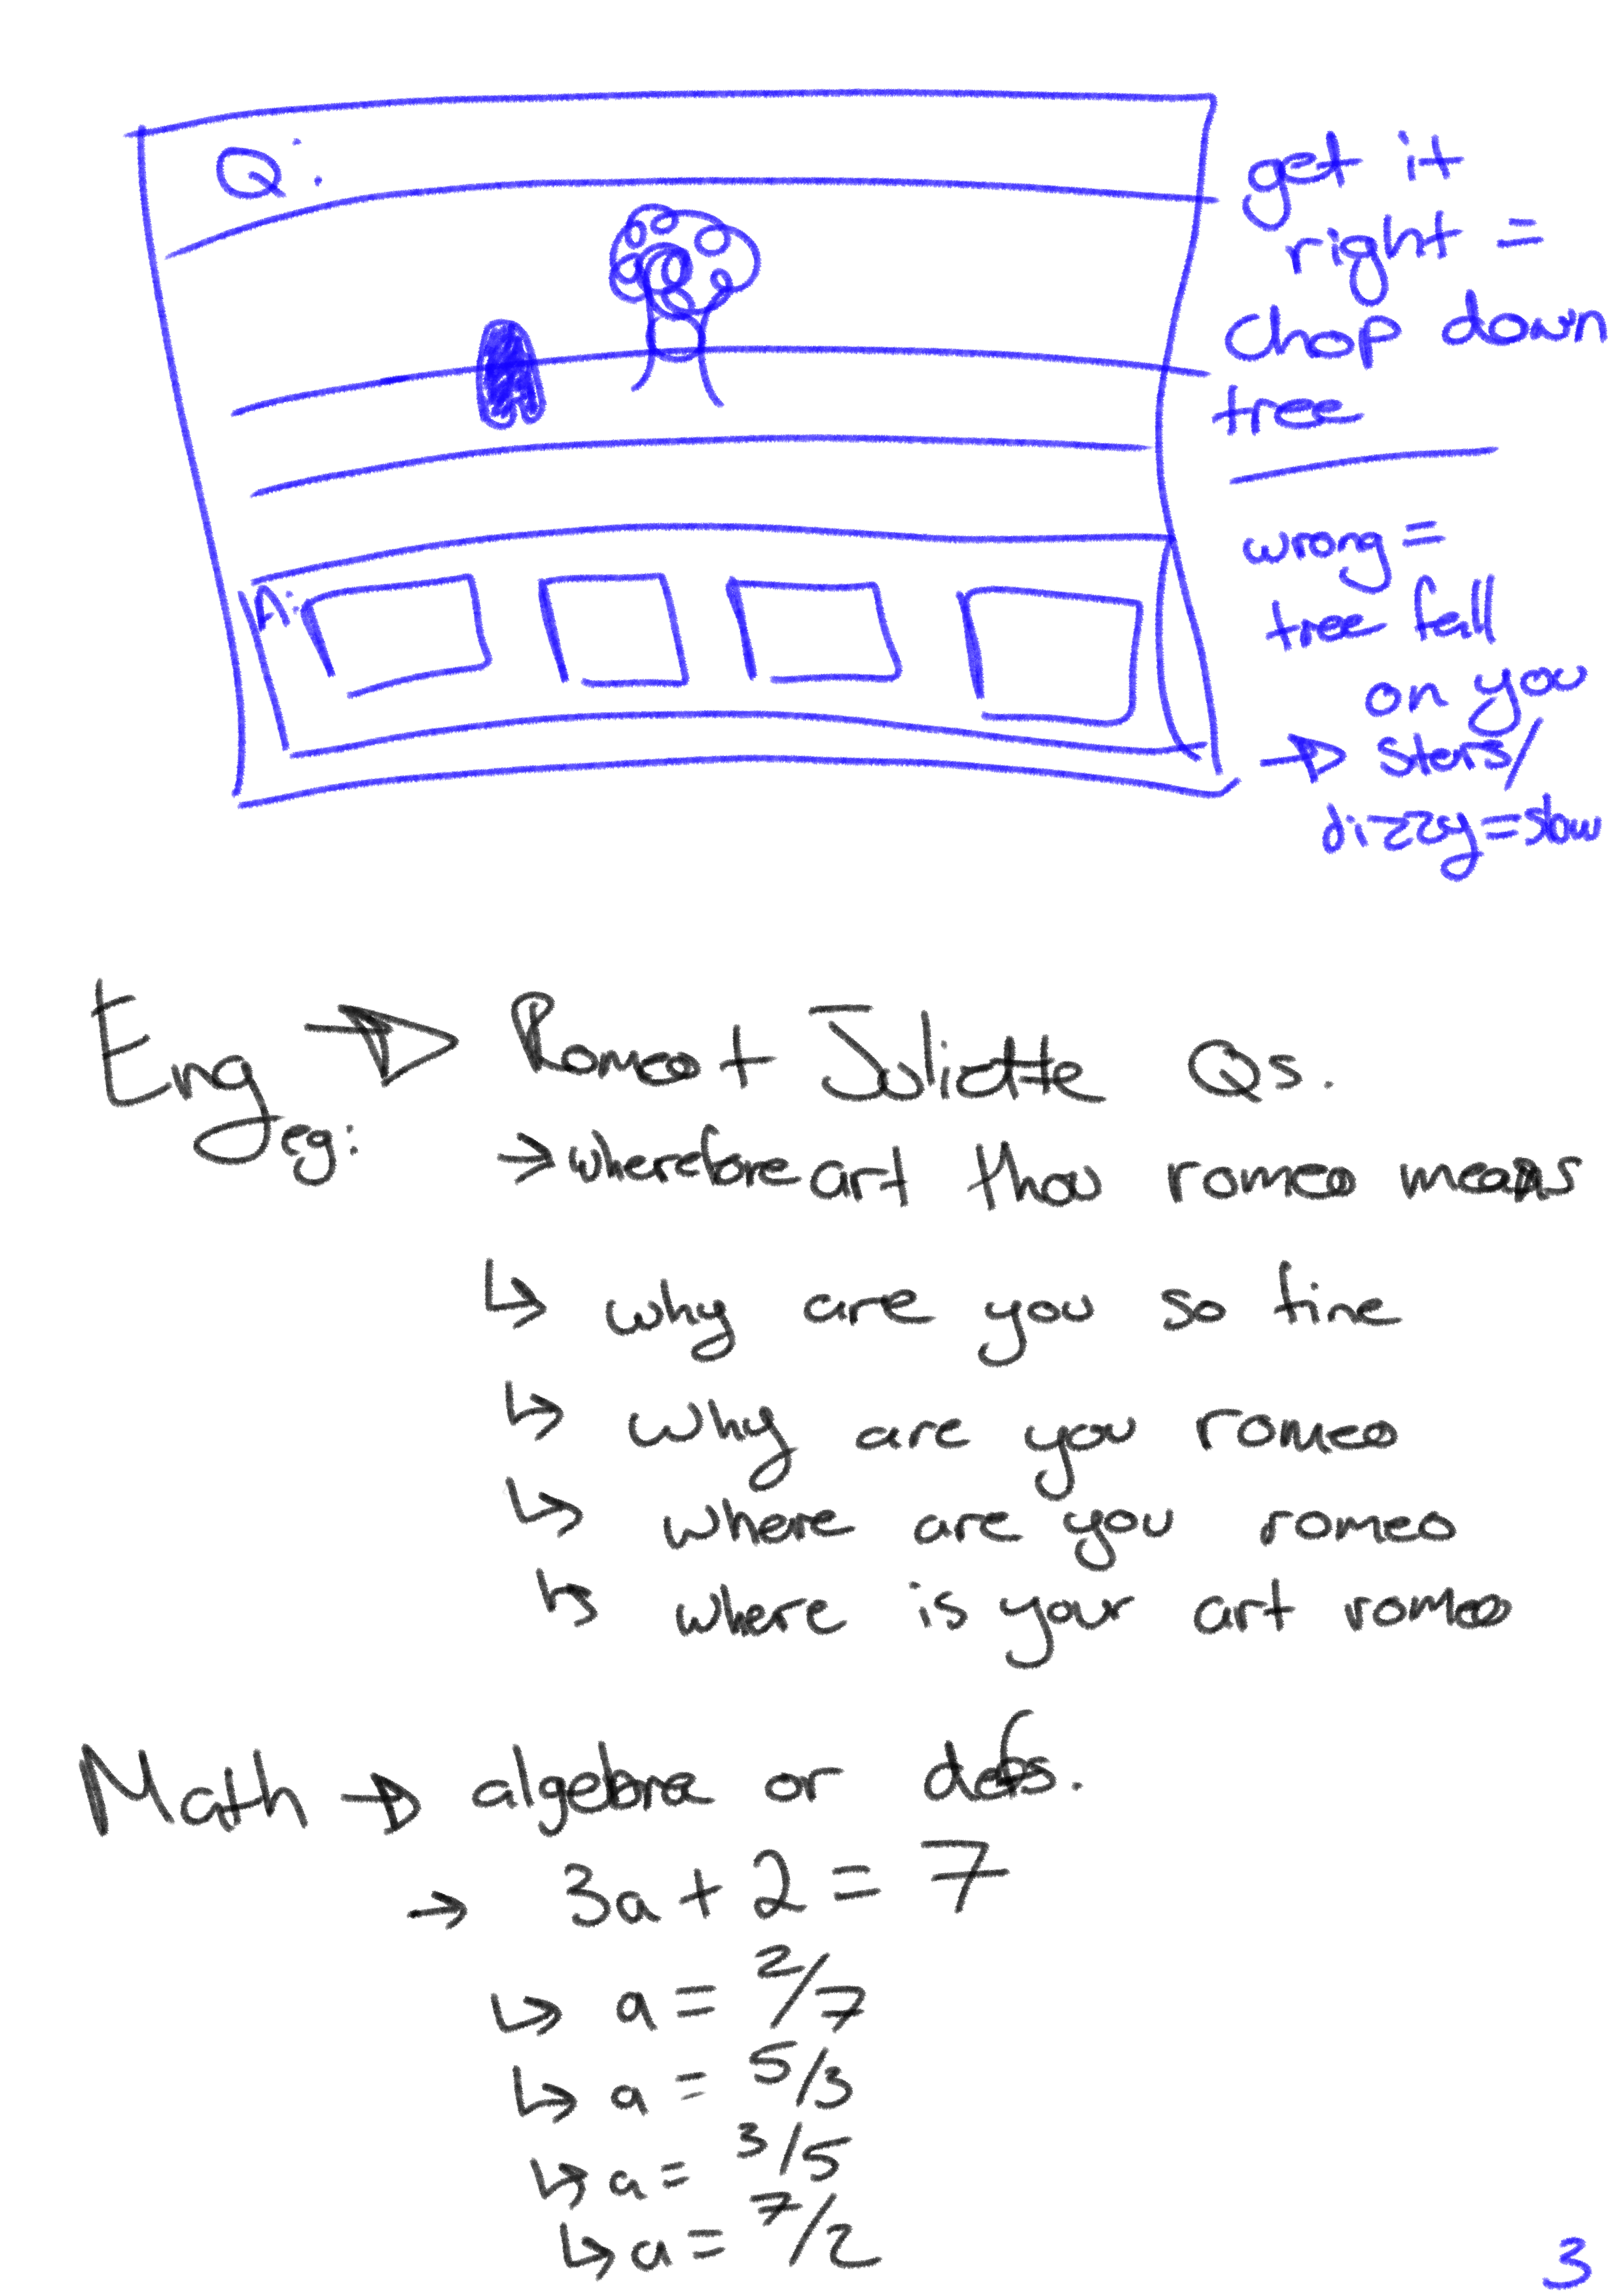 Q:
get it
right =
chop down
tree
wrong =
tree fall
on you
→ stars/
dizzy = slow
A:
Eng → Romeo + Juliette Qs.
eg:
→ wherefore art thou romeo means
↳ why are you so fine
↳ why are you romeo
↳ where are you romeo
↳ where is your art romeo
Math → algebra or defs.
→ 3a + 2 = 7
↳ a = 2/7
↳ a = 5/3
↳ a = 3/5
↳ a = 7/2
3